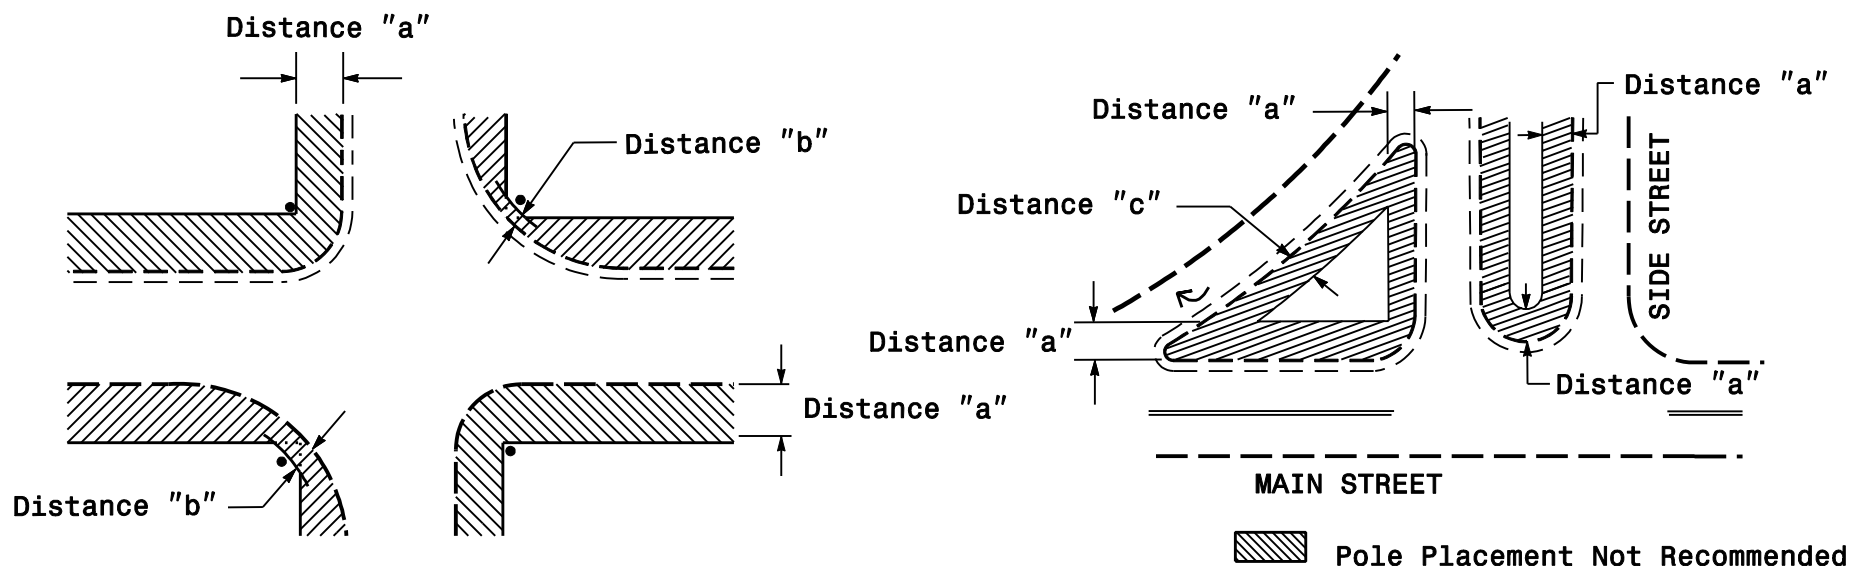 Distance "a"
Distance "b"
Distance "a"
Distance "b"
Distance "a"
Distance "a"
Distance "c"
Distance "a"
Distance "a"
SIDE STREET
MAIN STREET
Pole Placement Not Recommended